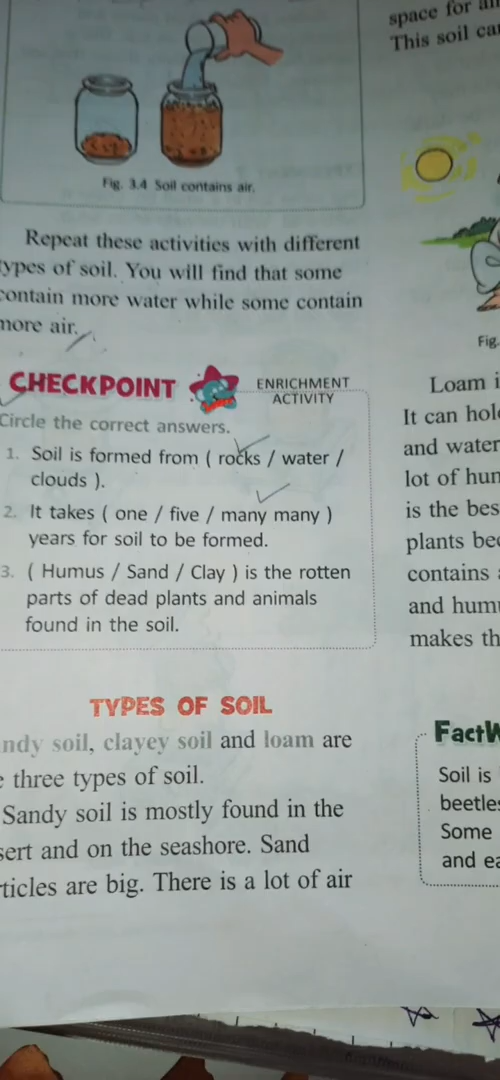 Fig. 3.4 Soil contains air.
Repeat these activities with different
types of soil. You will find that some
contain more water while some contain
more air.
CHECKPOINT
ENRICHMENT
ACTIVITY
Circle the correct answers.
1. Soil is formed from ( rocks / water /
clouds ).
2. It takes ( one / five / many many )
years for soil to be formed.
3. ( Humus / Sand / Clay ) is the rotten
parts of dead plants and animals
found in the soil.
TYPES OF SOIL
ndy soil, clayey soil and loam are
e three types of soil.
Sandy soil is mostly found in the
sert and on the seashore. Sand
rticles are big. There is a lot of air
space for
This soil ca
Fig.
Loam i
It can hol
and water
lot of hu
is the bes
plants be
contains
and hum
makes th
FactW
Soil is
beetles
Some
and ea